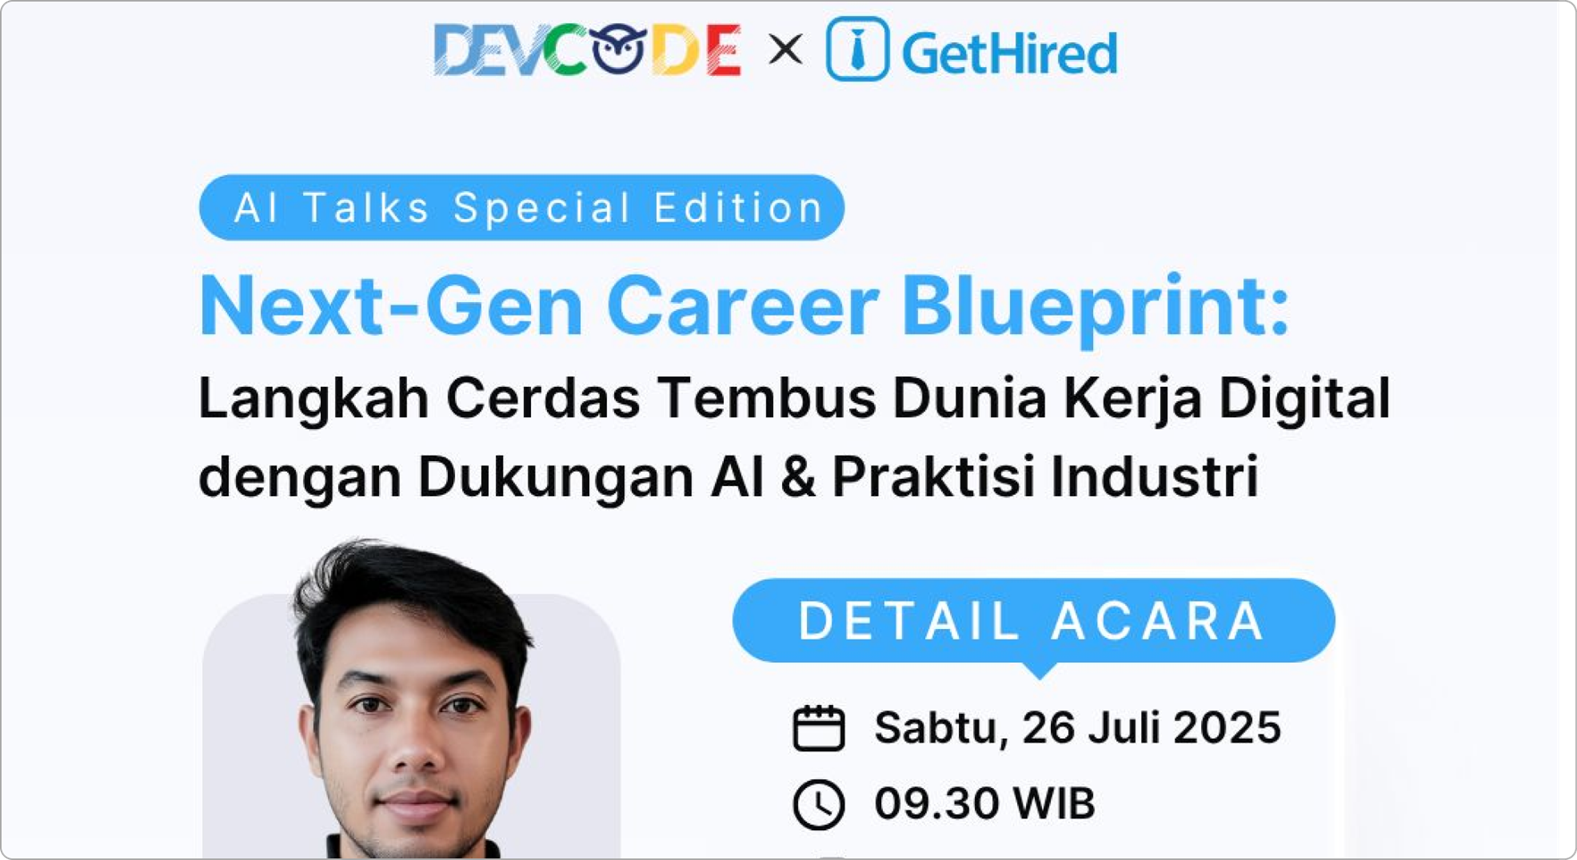 DEVCODE × GetHired
AI Talks Special Edition
Next-Gen Career Blueprint:
Langkah Cerdas Tembus Dunia Kerja Digital
dengan Dukungan AI & Praktisi Industri
DETAIL ACARA
Sabtu, 26 Juli 2025
09.30 WIB